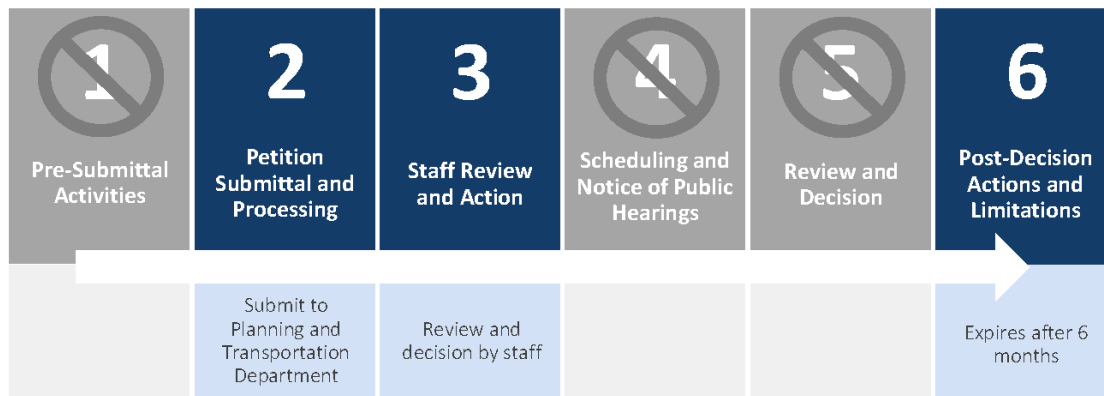 1
Pre-Submittal
Activities
2
Petition
Submittal and
Processing
3
Staff Review
and Action
4
Scheduling and
Notice of Public
Hearings
5
Review and
Decision
6
Post-Decision
Actions and
Limitations
Submit to
Planning and
Transportation
Department
Review and
decision by staff
Expires after 6
months